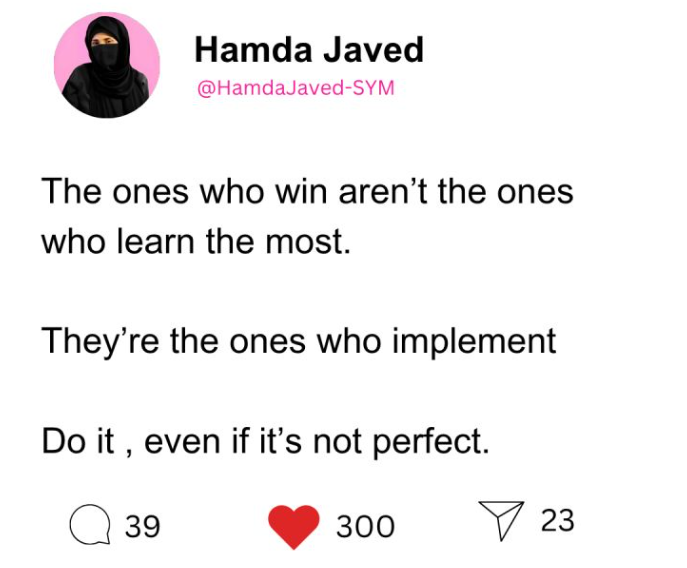 Hamda Javed
@HamdaJaved-SYM
The ones who win aren’t the ones
who learn the most.
They’re the ones who implement
Do it , even if it’s not perfect.
39 300 23